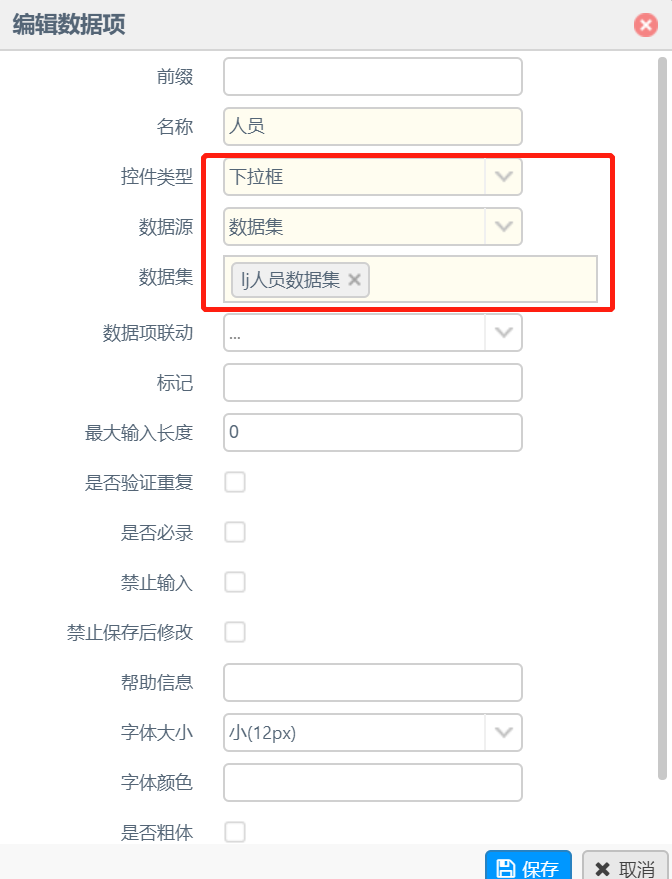 编辑数据项
前缀
名称 人员
控件类型 下拉框
数据源 数据集
数据集 lj人员数据集
数据项联动 ...
标记
最大输入长度 0
是否验证重复
是否必录
禁止输入
禁止保存后修改
帮助信息
字体大小 小(12px)
字体颜色
是否粗体
保存 取消